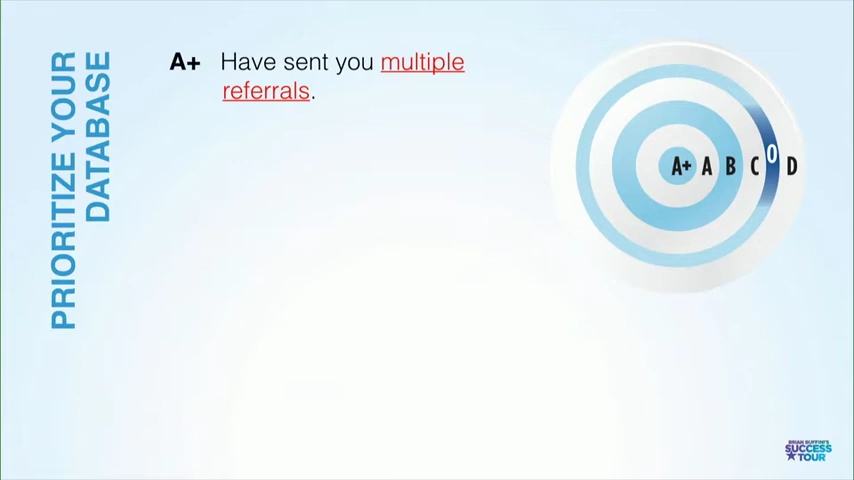 PRIORITIZE YOUR
DATABASE
A+ Have sent you multiple
referrals.
A+ A B C O D
BRIAN BUFFINI'S
SUCCESS
TOUR